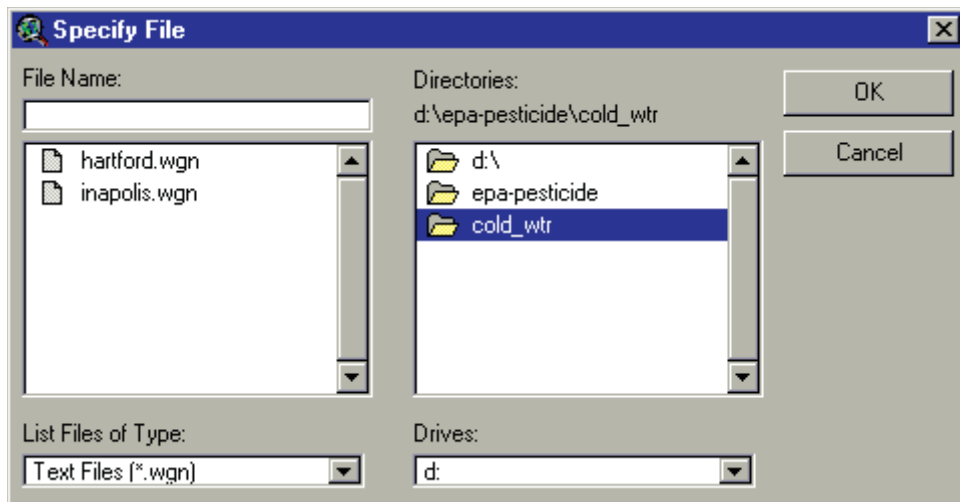 Specify File
File Name:
hartford.wgn
inapolis.wgn
List Files of Type:
Text Files (*.wgn)
Directories:
d:\epa-pesticide\cold_wtr
d:\
epa-pesticide
cold_wtr
Drives:
d:
OK
Cancel